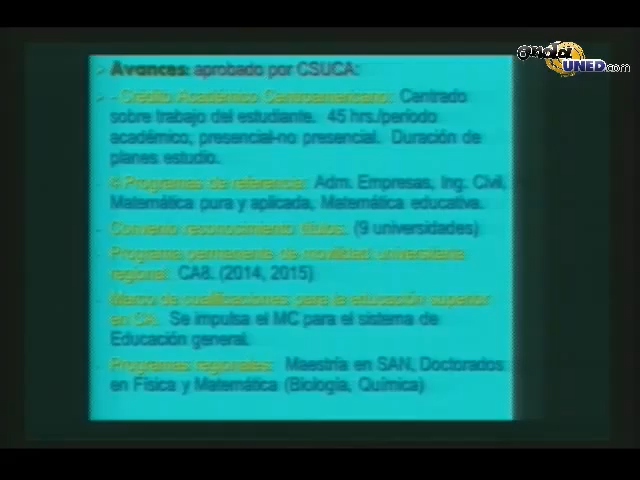 onda
UNED.com
Avances: aprobado por CSUCA:
- Crédito Académico Centroamericano: Centrado
sobre trabajo del estudiante. 45 hrs./período
académico, presencial-no presencial. Duración de
planes estudio.
4 Programas de referencia: Adm. Empresas, Ing. Civil,
Matemática pura y aplicada, Matemática educativa.
Convenio reconocimiento títulos: (9 universidades)
Programa permanente de movilidad universitaria
regional: CA8. (2014, 2015)
Marco de cualificaciones para la educación superior
en CA. Se impulsa el MC para el sistema de
Educación general.
Programas regionales: Maestría en SAN, Doctorados
en Física y Matemática (Biología, Química)